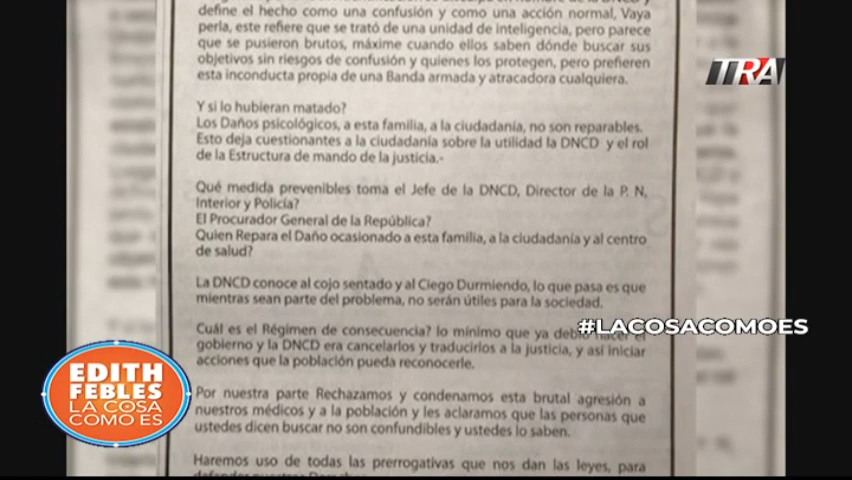 define el hecho como una confusión y como una acción normal, Vaya
perla, este refiere que se trató de una unidad de inteligencia, pero parece
que se pusieron brutos, máxime cuando ellos saben dónde buscar sus
objetivos sin riesgos de confusión y quienes los protegen, pero prefieren
esta inconducta propia de una Banda armada y atracadora cualquiera.
Y si lo hubieran matado?
Los Daños psicológicos, a esta familia, a la ciudadanía, no son reparables.
Esto deja cuestionantes a la ciudadanía sobre la utilidad la DNCD y el rol
de la Estructura de mando de la justicia.-
Qué medida prevenibles toma el Jefe de la DNCD, Director de la P. N,
Interior y Policía?
El Procurador General de la República?
Quien Repara el Daño ocasionado a esta familia, a la ciudadanía y al centro
de salud?
La DNCD conoce al cojo sentado y al Ciego Durmiendo, lo que pasa es que
mientras sean parte del problema, no serán útiles para la sociedad.
Cuál es el Régimen de consecuencia? lo mínimo que ya debió hacer el
gobierno y la DNCD era cancelarlos y traducirlos a la justicia, y así iniciar
acciones que la población pueda reconocerle.
Por nuestra parte Rechazamos y condenamos esta brutal agresión a
nuestros médicos y a la población y les aclaramos que las personas que
ustedes dicen buscar no son confundibles y ustedes lo saben.
Haremos uso de todas las prerrogativas que nos dan las leyes, para
TRA
#LACOSACOMOES
EDITH
FEBLES
LA COSA
COMO ES